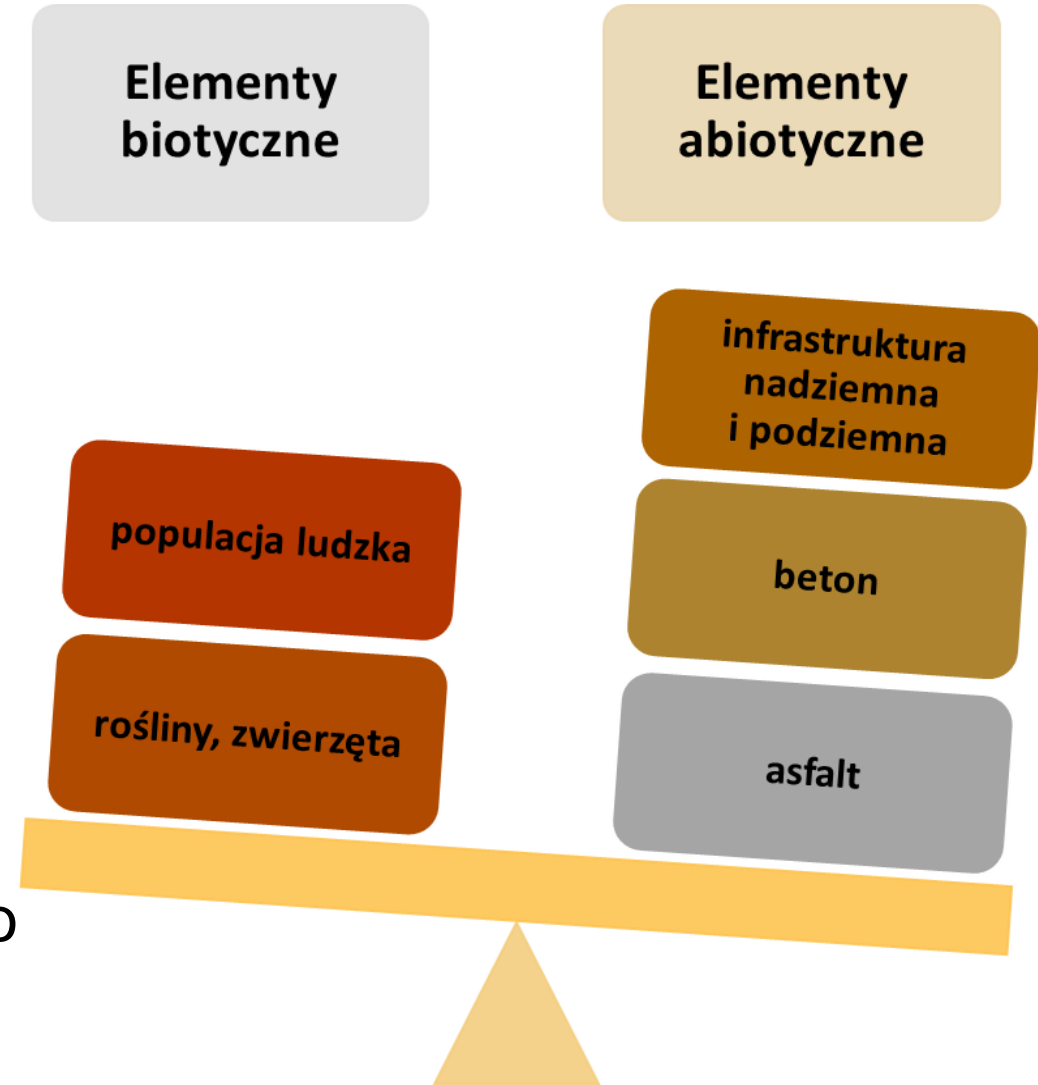 Elementy
biotyczne
Elementy
abiotyczne
infrastruktura
nadziemna
i podziemna
populacja ludzka
beton
rośliny, zwierzęta
asfalt
o